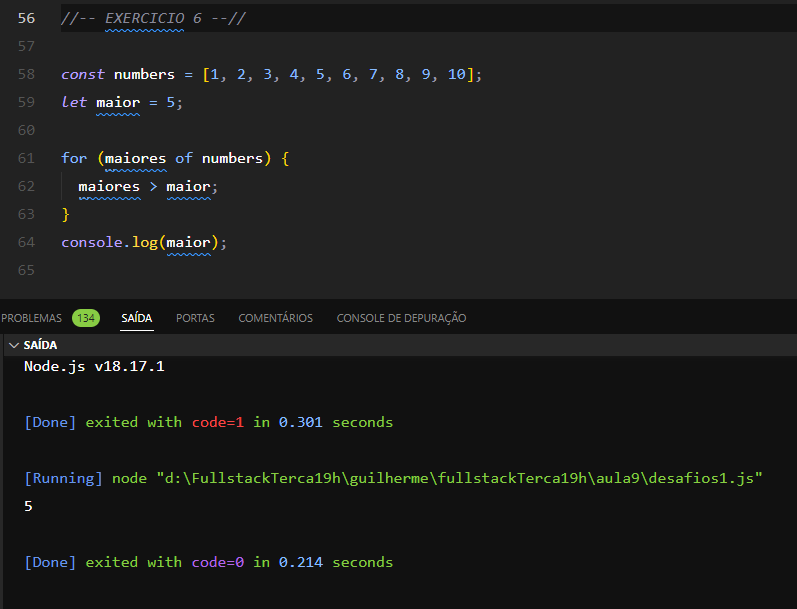 56 //-- EXERCICIO 6 --//
57
58 const numbers = [1, 2, 3, 4, 5, 6, 7, 8, 9, 10];
59 let maior = 5;
60
61 for (maiores of numbers) {
62 maiores > maior;
63 }
64 console.log(maior);
65
PROBLEMAS 134 SAÍDA PORTAS COMENTÁRIOS CONSOLE DE DEPURAÇÃO
SAÍDA
Node.js v18.17.1
[Done] exited with code=1 in 0.301 seconds
[Running] node "d:\FullstackTerca19h\guilherme\fullstackTerca19h\aula9\desafios1.js"
5
[Done] exited with code=0 in 0.214 seconds